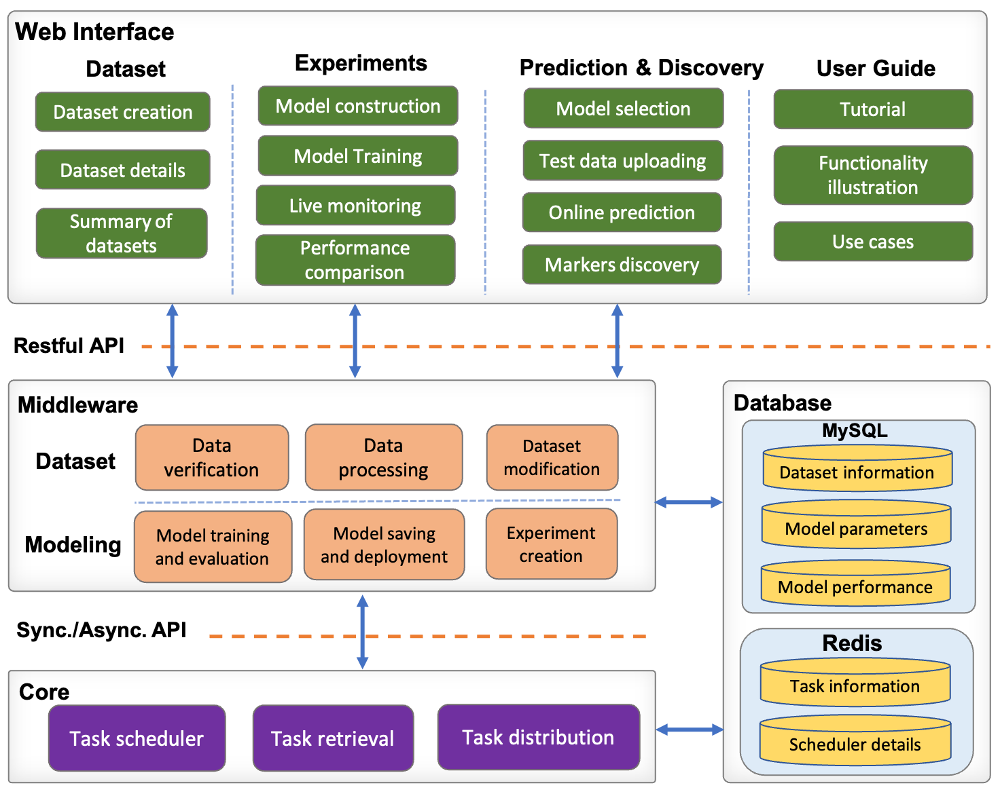 Web Interface
Dataset
Dataset creation
Dataset details
Summary of
datasets
Experiments
Model construction
Model Training
Live monitoring
Performance
comparison
Prediction & Discovery
Model selection
Test data uploading
Online prediction
Markers discovery
User Guide
Tutorial
Functionality
illustration
Use cases
Restful API
Middleware
Dataset
Data
verification
Data
processing
Dataset
modification
Modeling
Model training
and evaluation
Model saving
and deployment
Experiment
creation
Database
MySQL
Dataset information
Model parameters
Model performance
Redis
Task information
Scheduler details
Sync./Async. API
Core
Task scheduler
Task retrieval
Task distribution